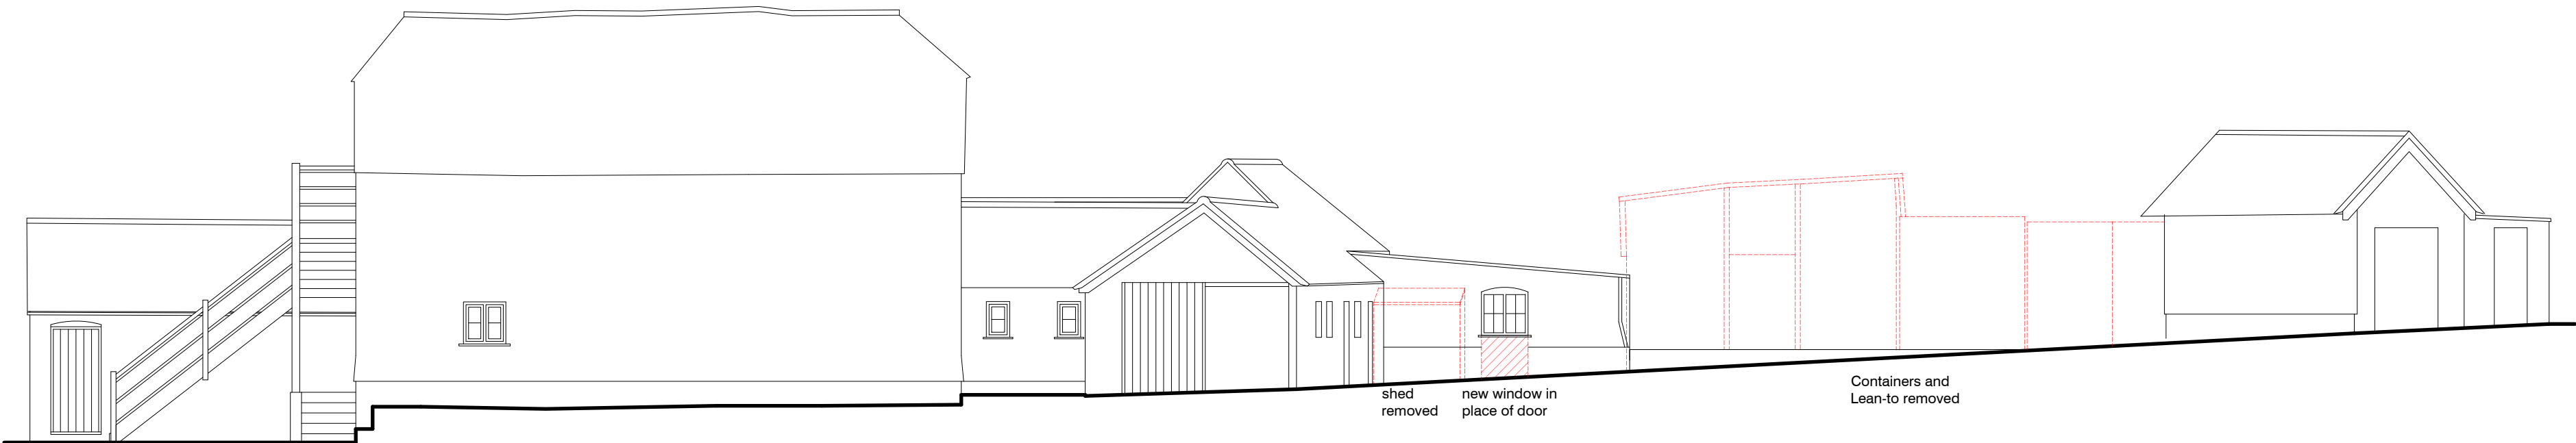 shed
removed
new window in
place of door
Containers and
Lean-to removed